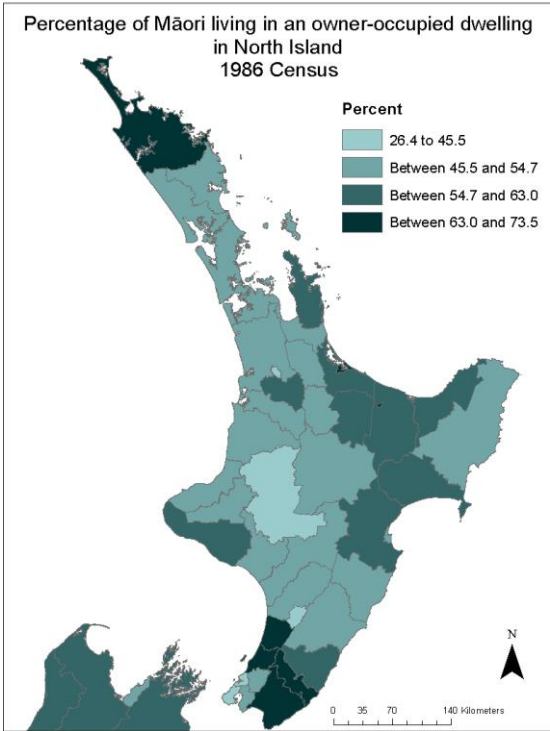 Percentage of Māori living in an owner-occupied dwelling
in North Island
1986 Census
Percent
26.4 to 45.5
Between 45.5 and 54.7
Between 54.7 and 63.0
Between 63.0 and 73.5
N
0 35 70 140 Kilometers